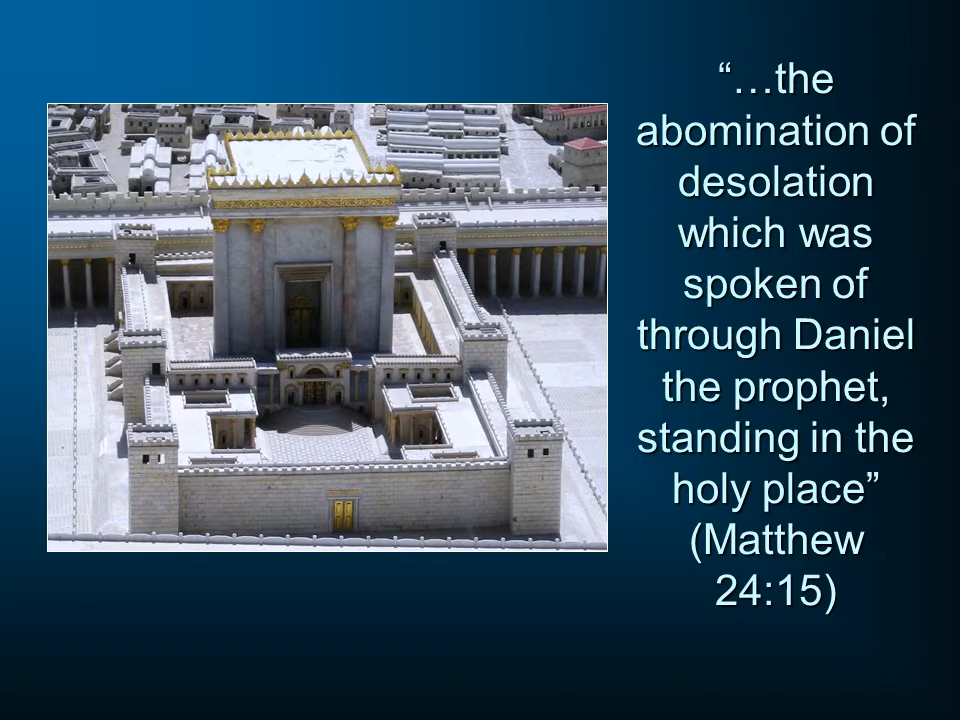 “…the
abomination of
desolation
which was
spoken of
through Daniel
the prophet,
standing in the
holy place”
(Matthew
24:15)